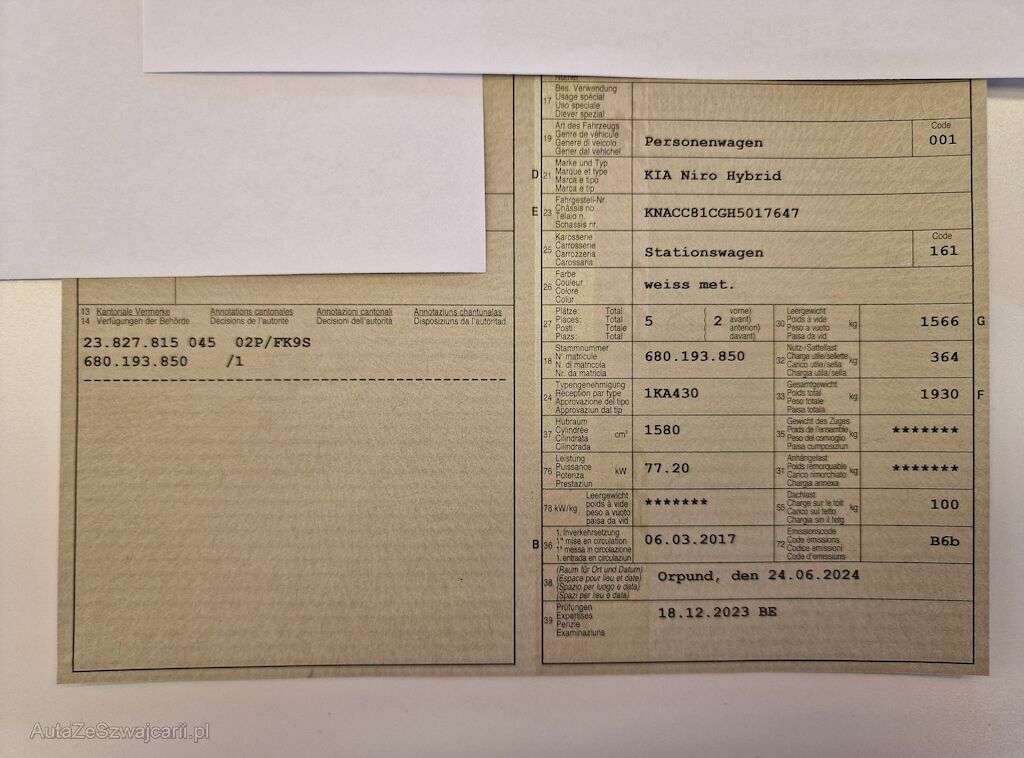 Numer
17 Bes. Verwendung
Usage spécial
Uso speciale
Diever spezial
19 Art des Fahrzeugs
Genre de véhicule
Genere di veicolo
Gener dal vehichel
Personenwagen
Code
001
D 21 Marke und Typ
Marque et type
Marca e tipo
Marca e tip
KIA Niro Hybrid
E 23 Fahrgestell-Nr.
Châssis no
Telaio n.
Schassis nr.
KNACC81CGH5017647
25 Karosserie
Carrosserie
Carrozzeria
Carossaria
Stationswagen
Code
161
26 Farbe
Couleur
Colore
Colur
weiss met.
27 Plätze: Total
Places: Total
Posti: Totale
Plazs: Total
5 ( 2 vorne)
avant)
anteriori)
davant)
30 Leergewicht
Poids à vide
Peso a vuoto
Paisa da vid
kg
1566 G
18 Stammnummer
N° matricule
N. di matricola
Nr. da matricla
680.193.850
32 Nutz-/Sattellast
Charge utile/sellette
Carico utile/sella
Chargia utila/sella
kg
364
24 Typengenehmigung
Réception par type
Approvazione del tipo
Approvaziun dal tip
1KA430
33 Gesamtgewicht
Poids total
Peso totale
Paisa totala
kg
1930 F
37 Hubraum
Cylindrée
Cilindrata
Cilindrada
cm³
1580
35 Gewicht des Zuges
Poids de l'ensemble
Peso del convoglio
Paisa cumposiziun
kg
*******
76 Leistung
Puissance
Potenza
Prestaziun
kW
77.20
31 Anhängelast
Poids remorquable
Carico rimorchiato
Chargia annexa
kg
*******
78 kW/kg Leergewicht
poids à vide
peso a vuoto
paisa da vid
*******
55 Dachlast
Charge sur le toit
Carico sul tetto
Chargia sin il tetg
kg
100
B 36 1. Inverkehrsetzung
1re mise en circulation
1a messa in circolazione
1. entrada en circulaziun
06.03.2017
72 Emissionscode
Code émissions
Codice emissioni
Code d'emissiuns
B6b
38 (Raum für Ort und Datum)
(Espace pour lieu et date)
(Spazio per luogo e data)
(Spazi per lieu e data)
Orpund, den 24.06.2024
39 Prüfungen
Expertises
Perizie
Examinaziuns
18.12.2023 BE
13 Kantonale Vermerke Annotations cantonales Annotazioni cantonali Annotaziuns chantunalas
14 Verfügungen der Behörde Décisions de l'autorité Decisioni dell'autorità Disposiziuns da l'autoritad
23.827.815 045 02P/FK9S
680.193.850 /1
AutaZeSzwajcarii.pl